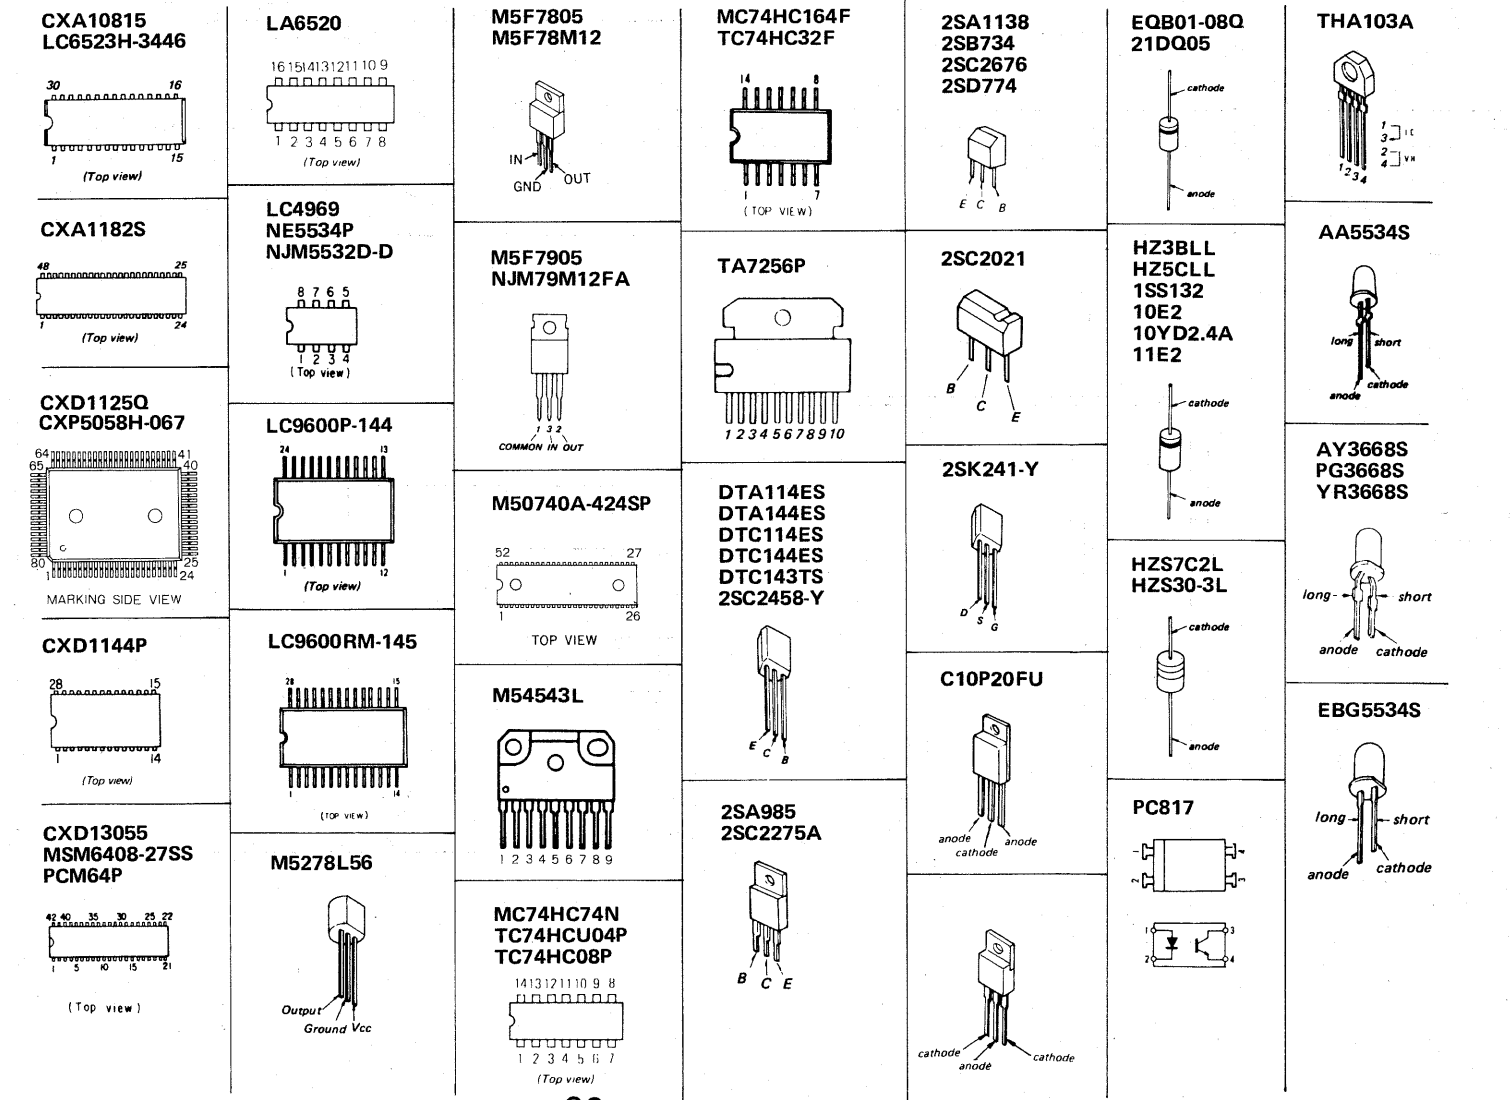 CXA10815
LC6523H-3446
30 16
1 15
(Top view)
CXA1182S
48 25
1 24
(Top view)
CXD1125Q
CXP5058H-067
64 41
65 40
80 25
1 24
MARKING SIDE VIEW
CXD1144P
28 15
1 14
(Top view)
CXD13055
MSM6408-27SS
PCM64P
42 40 35 30 25 22
1 5 10 15 21
(Top view)
LA6520
16 15 14 13 12 11 10 9
1 2 3 4 5 6 7 8
(Top view)
LC4969
NE5534P
NJM5532D-D
8 7 6 5
1 2 3 4
(Top view)
LC9600P-144
24 13
1 12
(Top view)
LC9600RM-145
28 15
1 14
(TOP VIEW)
M5278L56
Output
Ground Vcc
M5F7805
M5F78M12
IN
GND OUT
M5F7905
NJM79M12FA
1 3 2
COMMON IN OUT
M50740A-424SP
52 27
1 26
TOP VIEW
M54543L
1 2 3 4 5 6 7 8 9
MC74HC74N
TC74HCU04P
TC74HC08P
14 13 12 11 10 9 8
1 2 3 4 5 6 7
(Top view)
MC74HC164F
TC74HC32F
14 8
1 7
(TOP VIEW)
TA7256P
1 2 3 4 5 6 7 8 9 10
DTA114ES
DTA144ES
DTC114ES
DTC144ES
DTC143TS
2SC2458-Y
E C B
2SA985
2SC2275A
B C E
2SA1138
2SB734
2SC2676
2SD774
E C B
2SC2021
B
C
E
2SK241-Y
D S G
C10P20FU
anode anode
cathode
cathode cathode
anode
EQB01-08Q
21DQ05
cathode
anode
HZ3BLL
HZ5CLL
1SS132
10E2
10YD2.4A
11E2
cathode
anode
HZS7C2L
HZS30-3L
cathode
anode
PC817
1 4
2 3
1 3
2 4
THA103A
1
3 IC
2
4 VH
1 2 3 4
AA5534S
long short
cathode
anode
AY3668S
PG3668S
YR3668S
long short
anode cathode
EBG5534S
long short
anode cathode